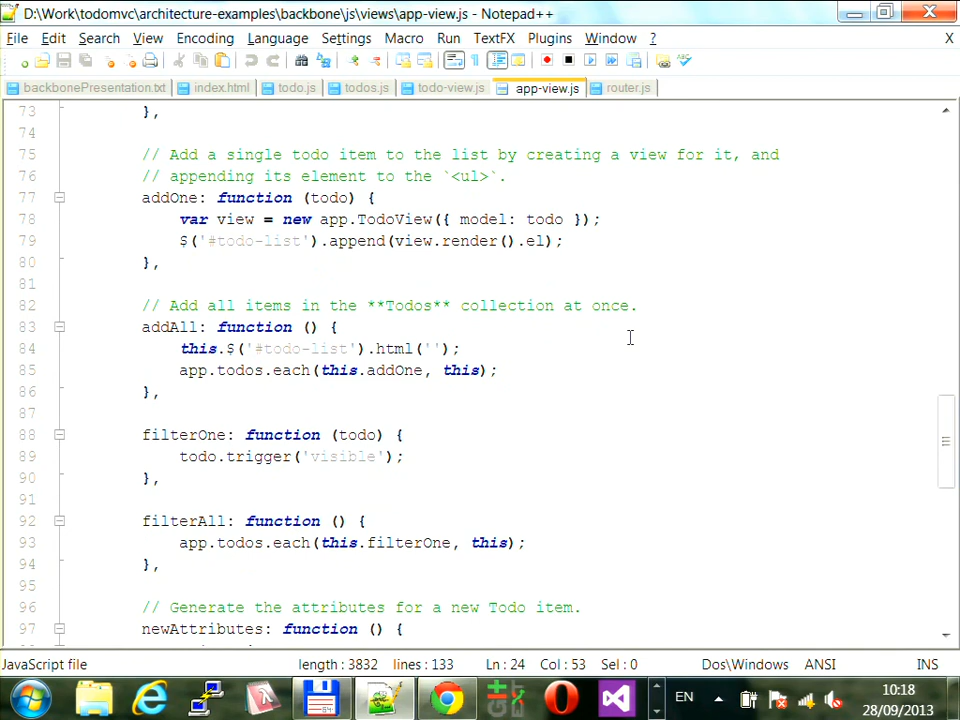 D:\Work\todomvc\architecture-examples\backbone\js\views\app-view.js - Notepad++
File Edit Search View Encoding Language Settings Macro Run TextFX Plugins Window ? X
backbonePresentation.txt index.html todo.js todos.js todo-view.js app-view.js router.js
73 },
74
75 // Add a single todo item to the list by creating a view for it, and
76 // appending its element to the `<ul>`.
77 addOne: function (todo) {
78 var view = new app.TodoView({ model: todo });
79 $('#todo-list').append(view.render().el);
80 },
81
82 // Add all items in the **Todos** collection at once.
83 addAll: function () {
84 this.$('#todo-list').html('');
85 app.todos.each(this.addOne, this);
86 },
87
88 filterOne: function (todo) {
89 todo.trigger('visible');
90 },
91
92 filterAll: function () {
93 app.todos.each(this.filterOne, this);
94 },
95
96 // Generate the attributes for a new Todo item.
97 newAttributes: function () {
JavaScript file length : 3832 lines : 133 Ln : 24 Col : 53 Sel : 0 Dos\Windows ANSI INS
EN 10:18
28/09/2013